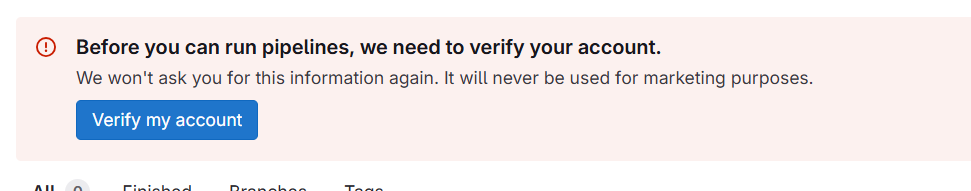 Before you can run pipelines, we need to verify your account.
We won't ask you for this information again. It will never be used for marketing purposes.
Verify my account
All 0 Finished Branches Tags